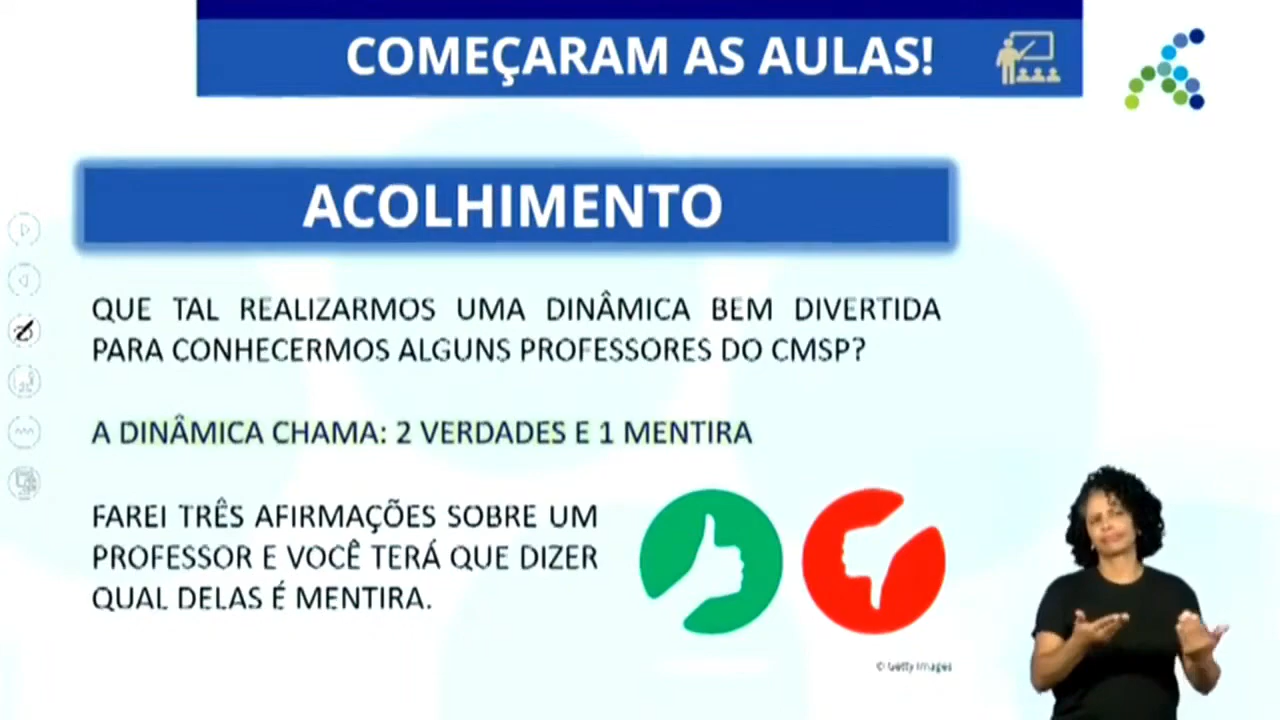 COMEÇARAM AS AULAS!
ACOLHIMENTO
QUE TAL REALIZARMOS UMA DINÂMICA BEM DIVERTIDA
PARA CONHECERMOS ALGUNS PROFESSORES DO CMSP?
A DINÂMICA CHAMA: 2 VERDADES E 1 MENTIRA
FAREI TRÊS AFIRMAÇÕES SOBRE UM
PROFESSOR E VOCÊ TERÁ QUE DIZER
QUAL DELAS É MENTIRA.
© Getty Images